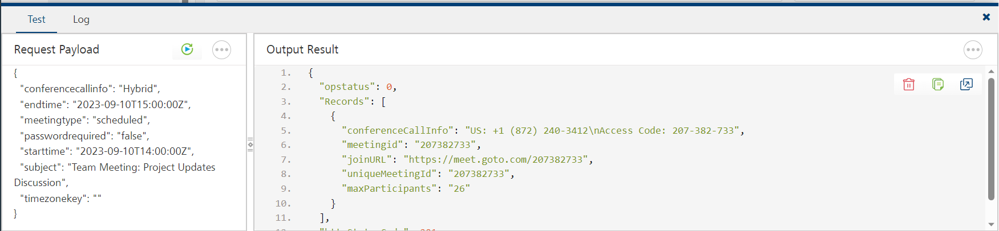 Test Log
Request Payload
{
"conferencecallinfo": "Hybrid",
"endtime": "2023-09-10T15:00:00Z",
"meetingtype": "scheduled",
"passwordrequired": "false",
"starttime": "2023-09-10T14:00:00Z",
"subject": "Team Meeting: Project Updates
Discussion",
"timezonekey": ""
}
Output Result
1. {
2. "opstatus": 0,
3. "Records": [
4. {
5. "conferenceCallInfo": "US: +1 (872) 240-3412\nAccess Code: 207-382-733",
6. "meetingid": "207382733",
7. "joinURL": "https://meet.goto.com/207382733",
8. "uniqueMeetingId": "207382733",
9. "maxParticipants": "26"
10. }
11. ],